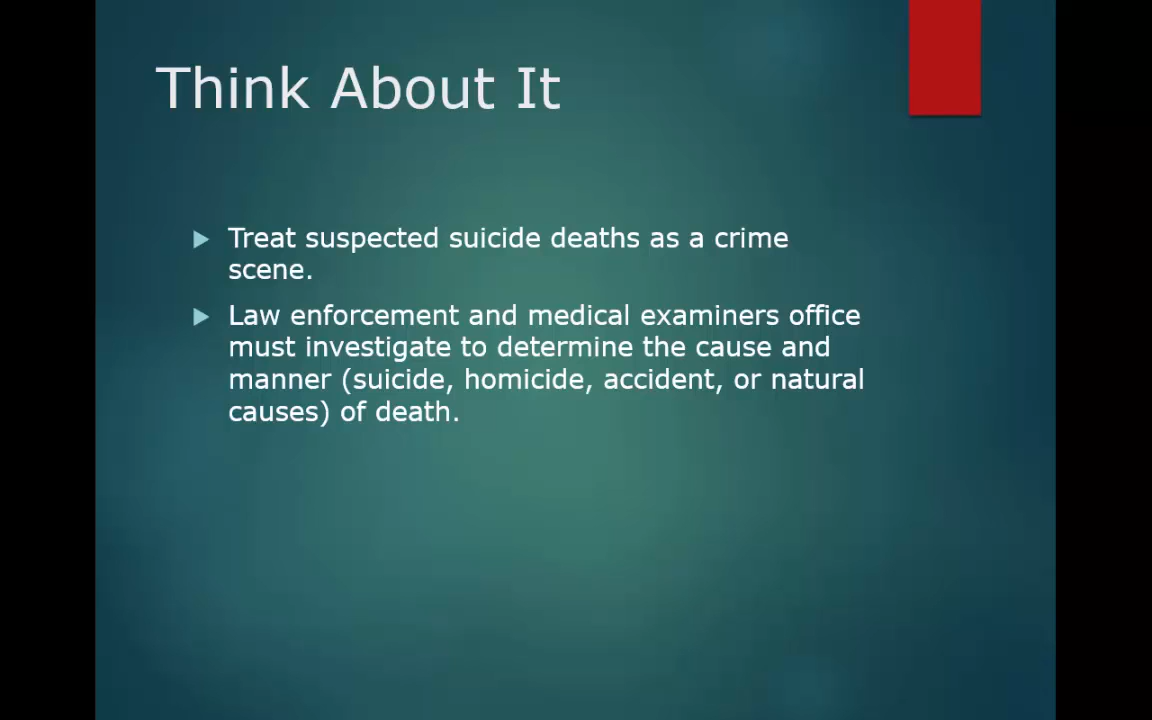 Think About It
Treat suspected suicide deaths as a crime
scene.
Law enforcement and medical examiners office
must investigate to determine the cause and
manner (suicide, homicide, accident, or natural
causes) of death.